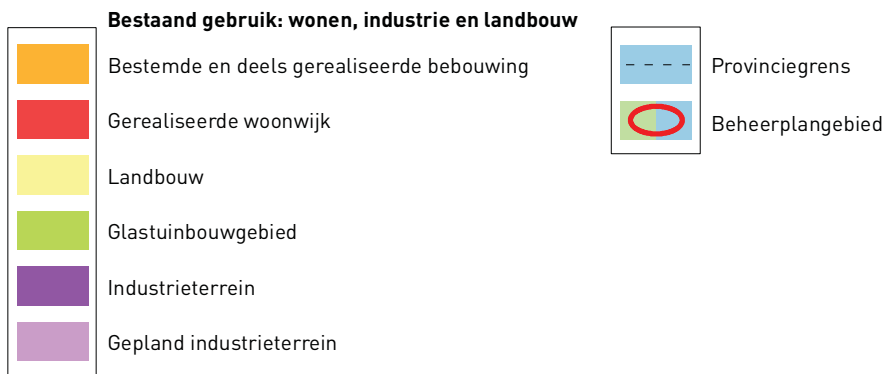 Bestaand gebruik: wonen, industrie en landbouw
Bestemde en deels gerealiseerde bebouwing
Gerealiseerde woonwijk
Landbouw
Glastuinbouwgebied
Industrieterrein
Gepland industrieterrein
Provinciegrens
Beheerplangebied